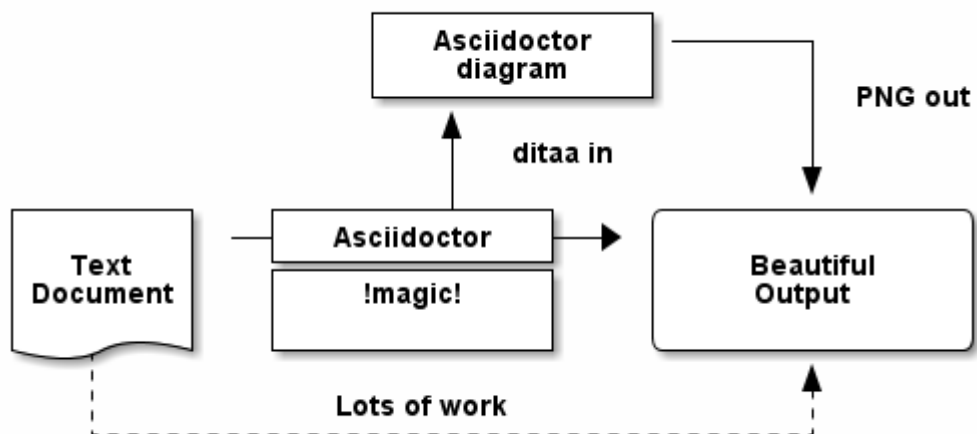 Asciidoctor
diagram
PNG out
ditaa in
Text
Document
Asciidoctor
!magic!
Beautiful
Output
Lots of work